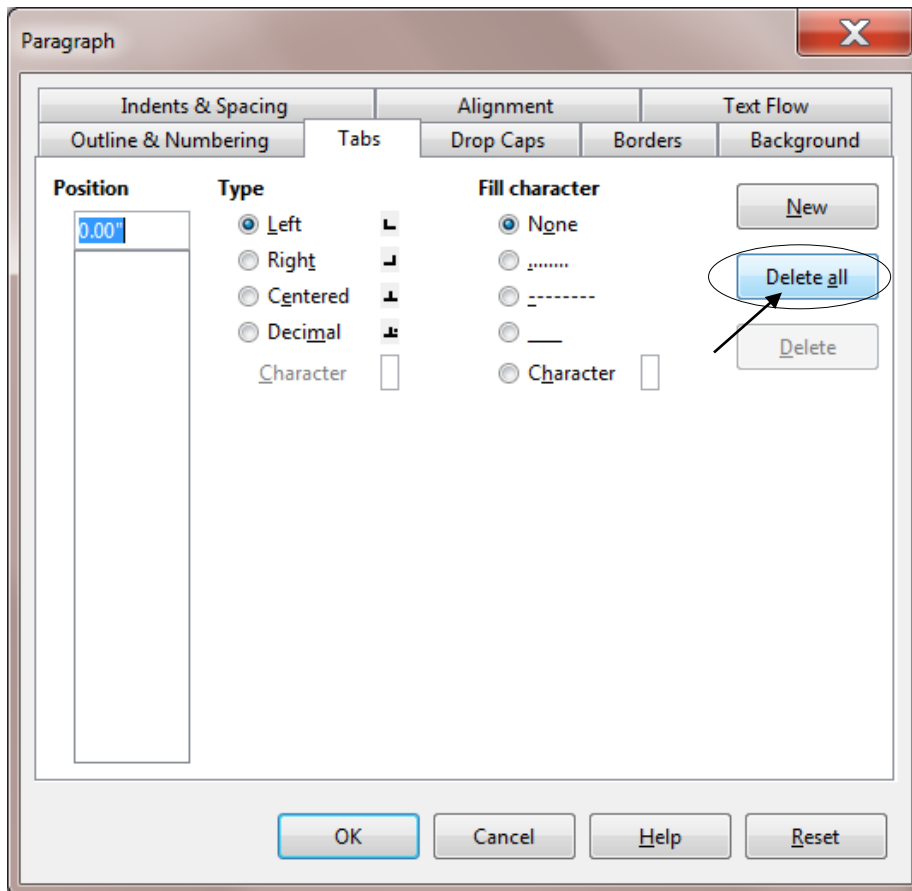 Paragraph
Indents & Spacing
Alignment
Text Flow
Outline & Numbering
Tabs
Drop Caps
Borders
Background
Position
Type
Fill character
0.00"
Left
Right
Centered
Decimal
Character
None
,.......
--------
___
Character
New
Delete all
Delete
OK
Cancel
Help
Reset